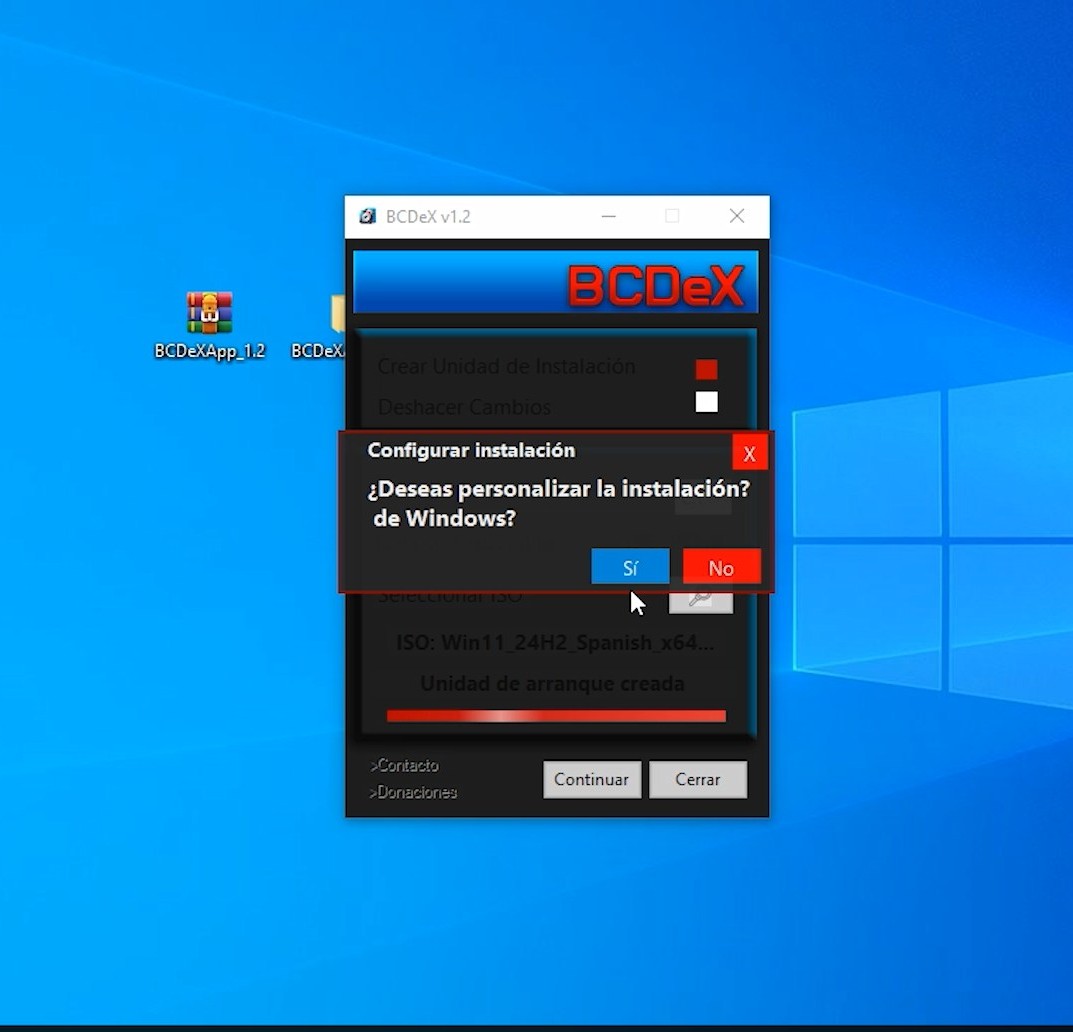 BCDeX v1.2
BCDeX
BCDeXApp_1.2
BCDeXA
Crear Unidad de Instalación
Deshacer Cambios
Configurar instalación
X
¿Deseas personalizar la instalación?
de Windows?
Sí
No
Seleccionar ISO
ISO: Win11_24H2_Spanish_x64...
Unidad de arranque creada
>Contacto
>Donaciones
Continuar
Cerrar